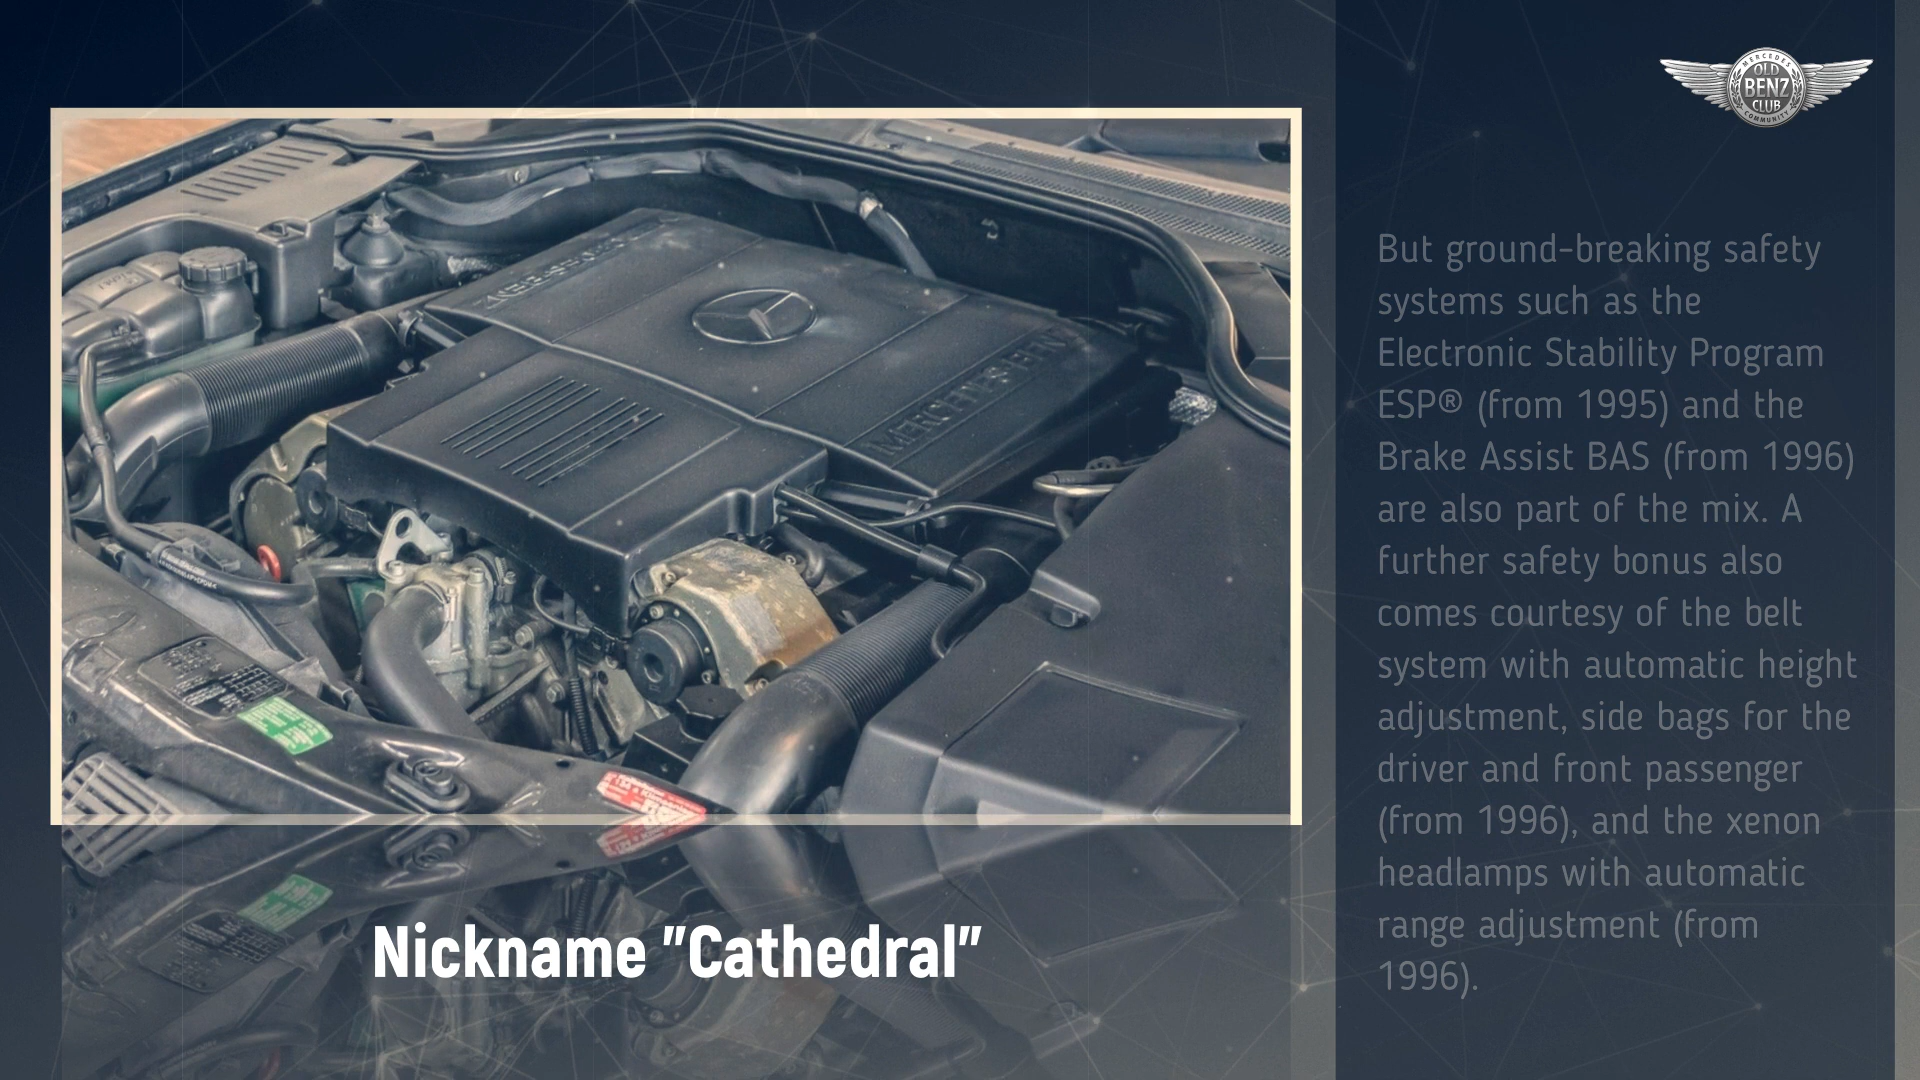 MERCEDES
OLD
BENZ
CLUB
COMMUNITY
MERCEDES-BENZ
But ground-breaking safety
systems such as the
Electronic Stability Program
ESP® (from 1995) and the
Brake Assist BAS (from 1996)
are also part of the mix. A
further safety bonus also
comes courtesy of the belt
system with automatic height
adjustment, side bags for the
driver and front passenger
(from 1996), and the xenon
headlamps with automatic
range adjustment (from
1996).
Nickname "Cathedral"